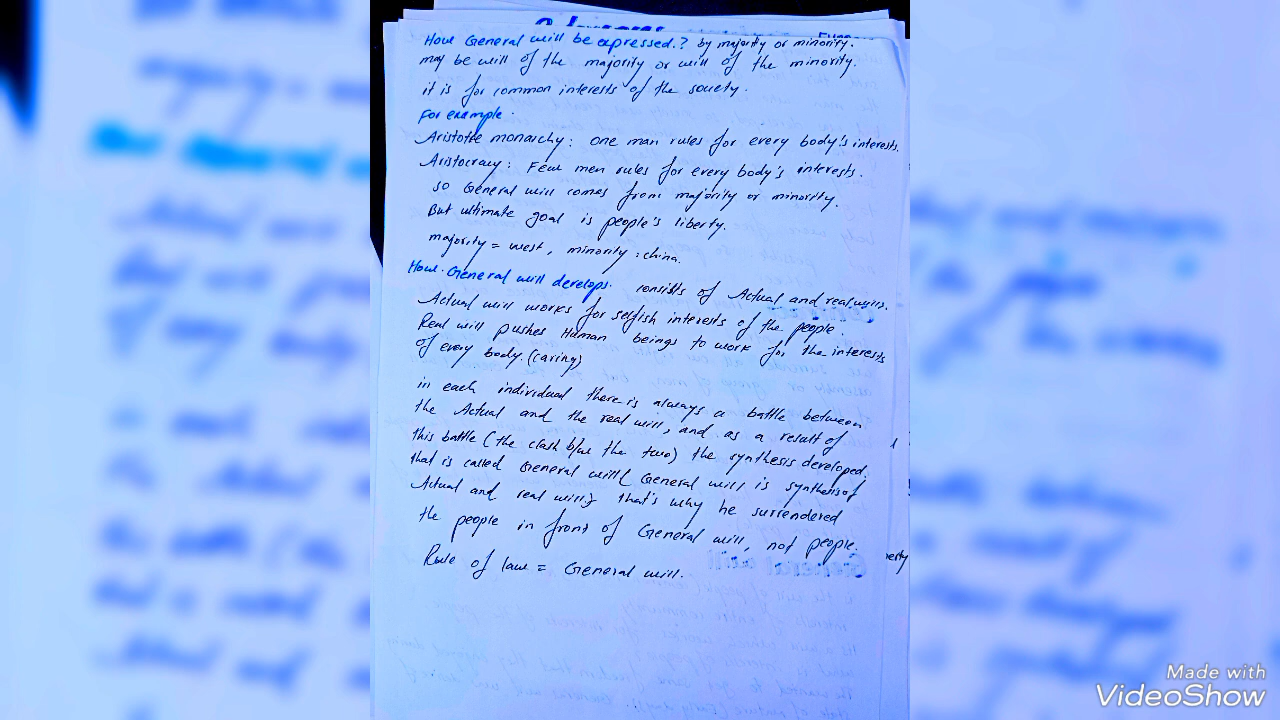 How General will be expressed.? by majority or minority.
may be will of the majority or will of the minority.
it is for common interests of the society.
For example.
Aristotle monarchy: one man rules for every body's interests.
Aristocracy: Few men rules for every body's interests.
so General will comes from majority or minority.
But ultimate goal is people's liberty.
majority = west, minority: china.
How. General will develops. consists of Actual and real wills.
Actual will works for selfish interests of the people.
Real will pushes Human beings to work for the interests
of every body. (caring)
in each individual there is always a battle between
the Actual and the real will, and as a result of
this battle (the clash b/w the two) the synthesis developed
that is called General will { General will is synthesis of
Actual and real will} that's why he surrendered
the people in front of General will, not people.
Rule of law = General will.
Made with
VideoShow